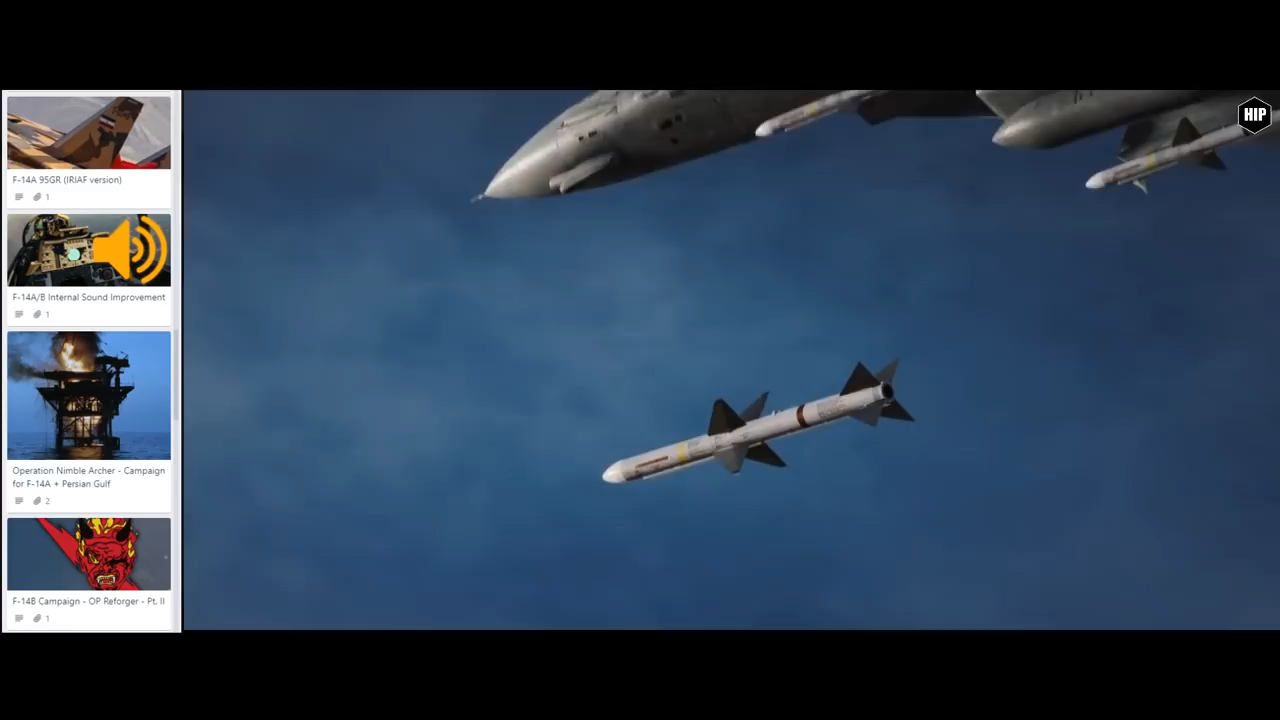 HIP
F-14A 95GR (IRIAF version)
1
F-14A/B Internal Sound Improvement
1
Operation Nimble Archer - Campaign
for F-14A + Persian Gulf
2
F-14B Campaign - OP Reforger - Pt. II
1